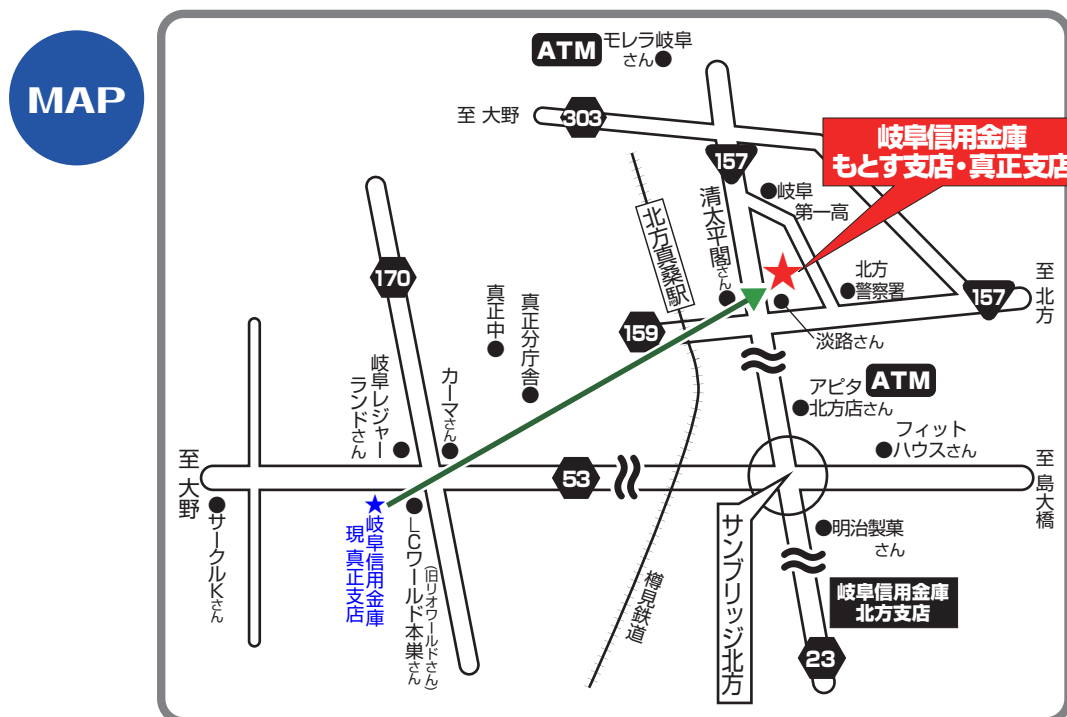 MAP
ATM
モレラ岐阜
さん
至 大野
303
岐阜信用金庫
もとす支店・真正支店
157
岐阜
第一高
清太平閣さん
北方真桑駅
170
北方
警察署
至北方
157
159
淡路さん
真正中
真正分庁舎
アピタ
北方店さん
ATM
岐阜レジャー
ランドさん
カーマさん
フィット
ハウスさん
至大野
53
至島大橋
サークルKさん
岐阜信用金庫
現 真正支店
LCワールド本巣さん
(旧リオワールドさん)
サンブリッジ北方
明治製菓
さん
樽見鉄道
岐阜信用金庫
北方支店
23